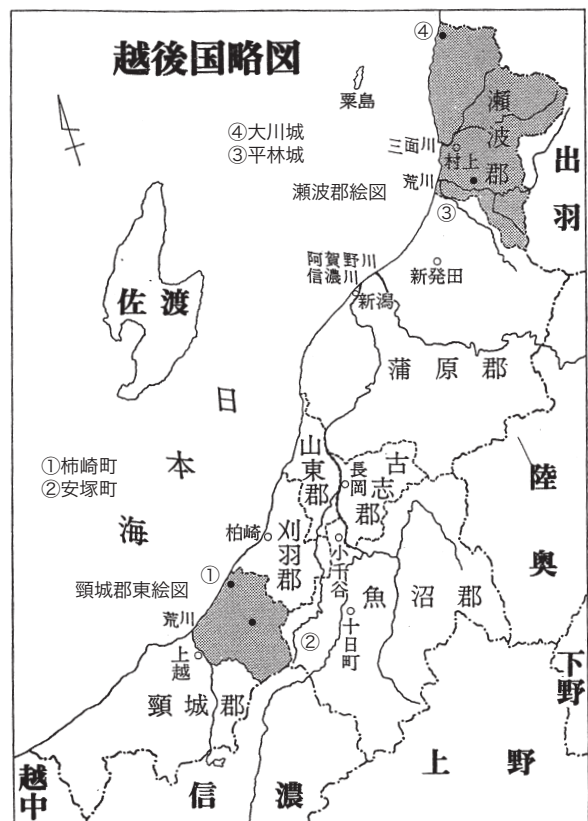 越後国略図
④
粟島
④大川城
③平林城
瀬波郡絵図
瀬波郡
三面川
村上
荒川
③
出羽
阿賀野川
信濃川
新発田
新潟
佐渡
蒲原郡
日本海
山東郡
古志郡
長岡
陸奥
①柿崎町
②安塚町
柏崎
刈羽郡
小千谷
魚沼郡
①
頸城郡東絵図
荒川
②
十日町
上越
頸城郡
下野
上野
越中
信濃